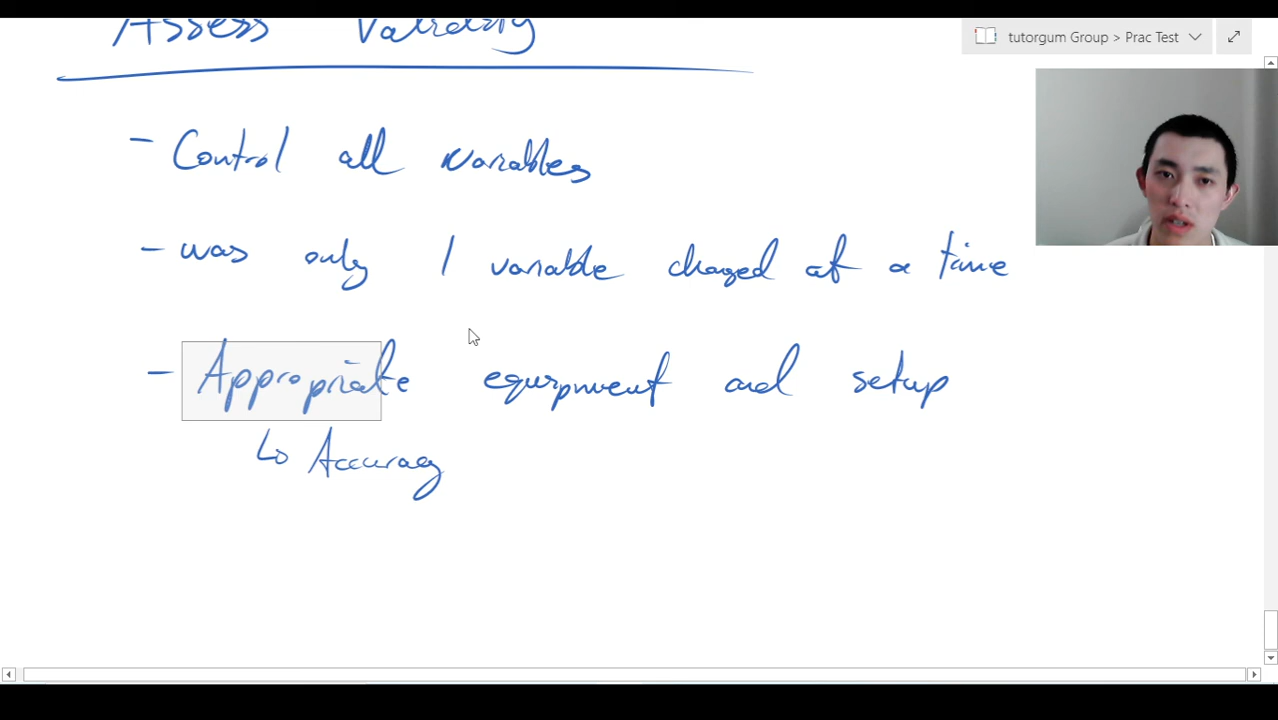 Assess Validity
tutorgum Group > Prac Test
- Control all variables
- was only 1 variable changed at a time
- Appropriate equipment and setup
↳ Accuracy